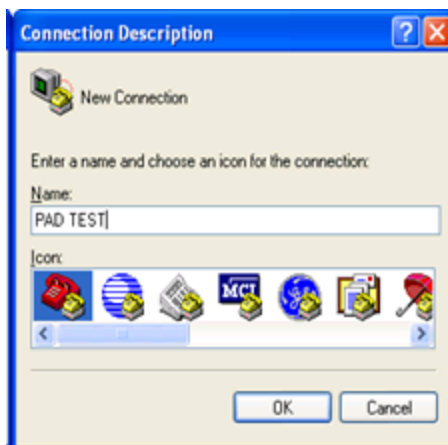 Connection Description
New Connection
Enter a name and choose an icon for the connection:
Name:
PAD TEST
Icon:
MCI
OK
Cancel